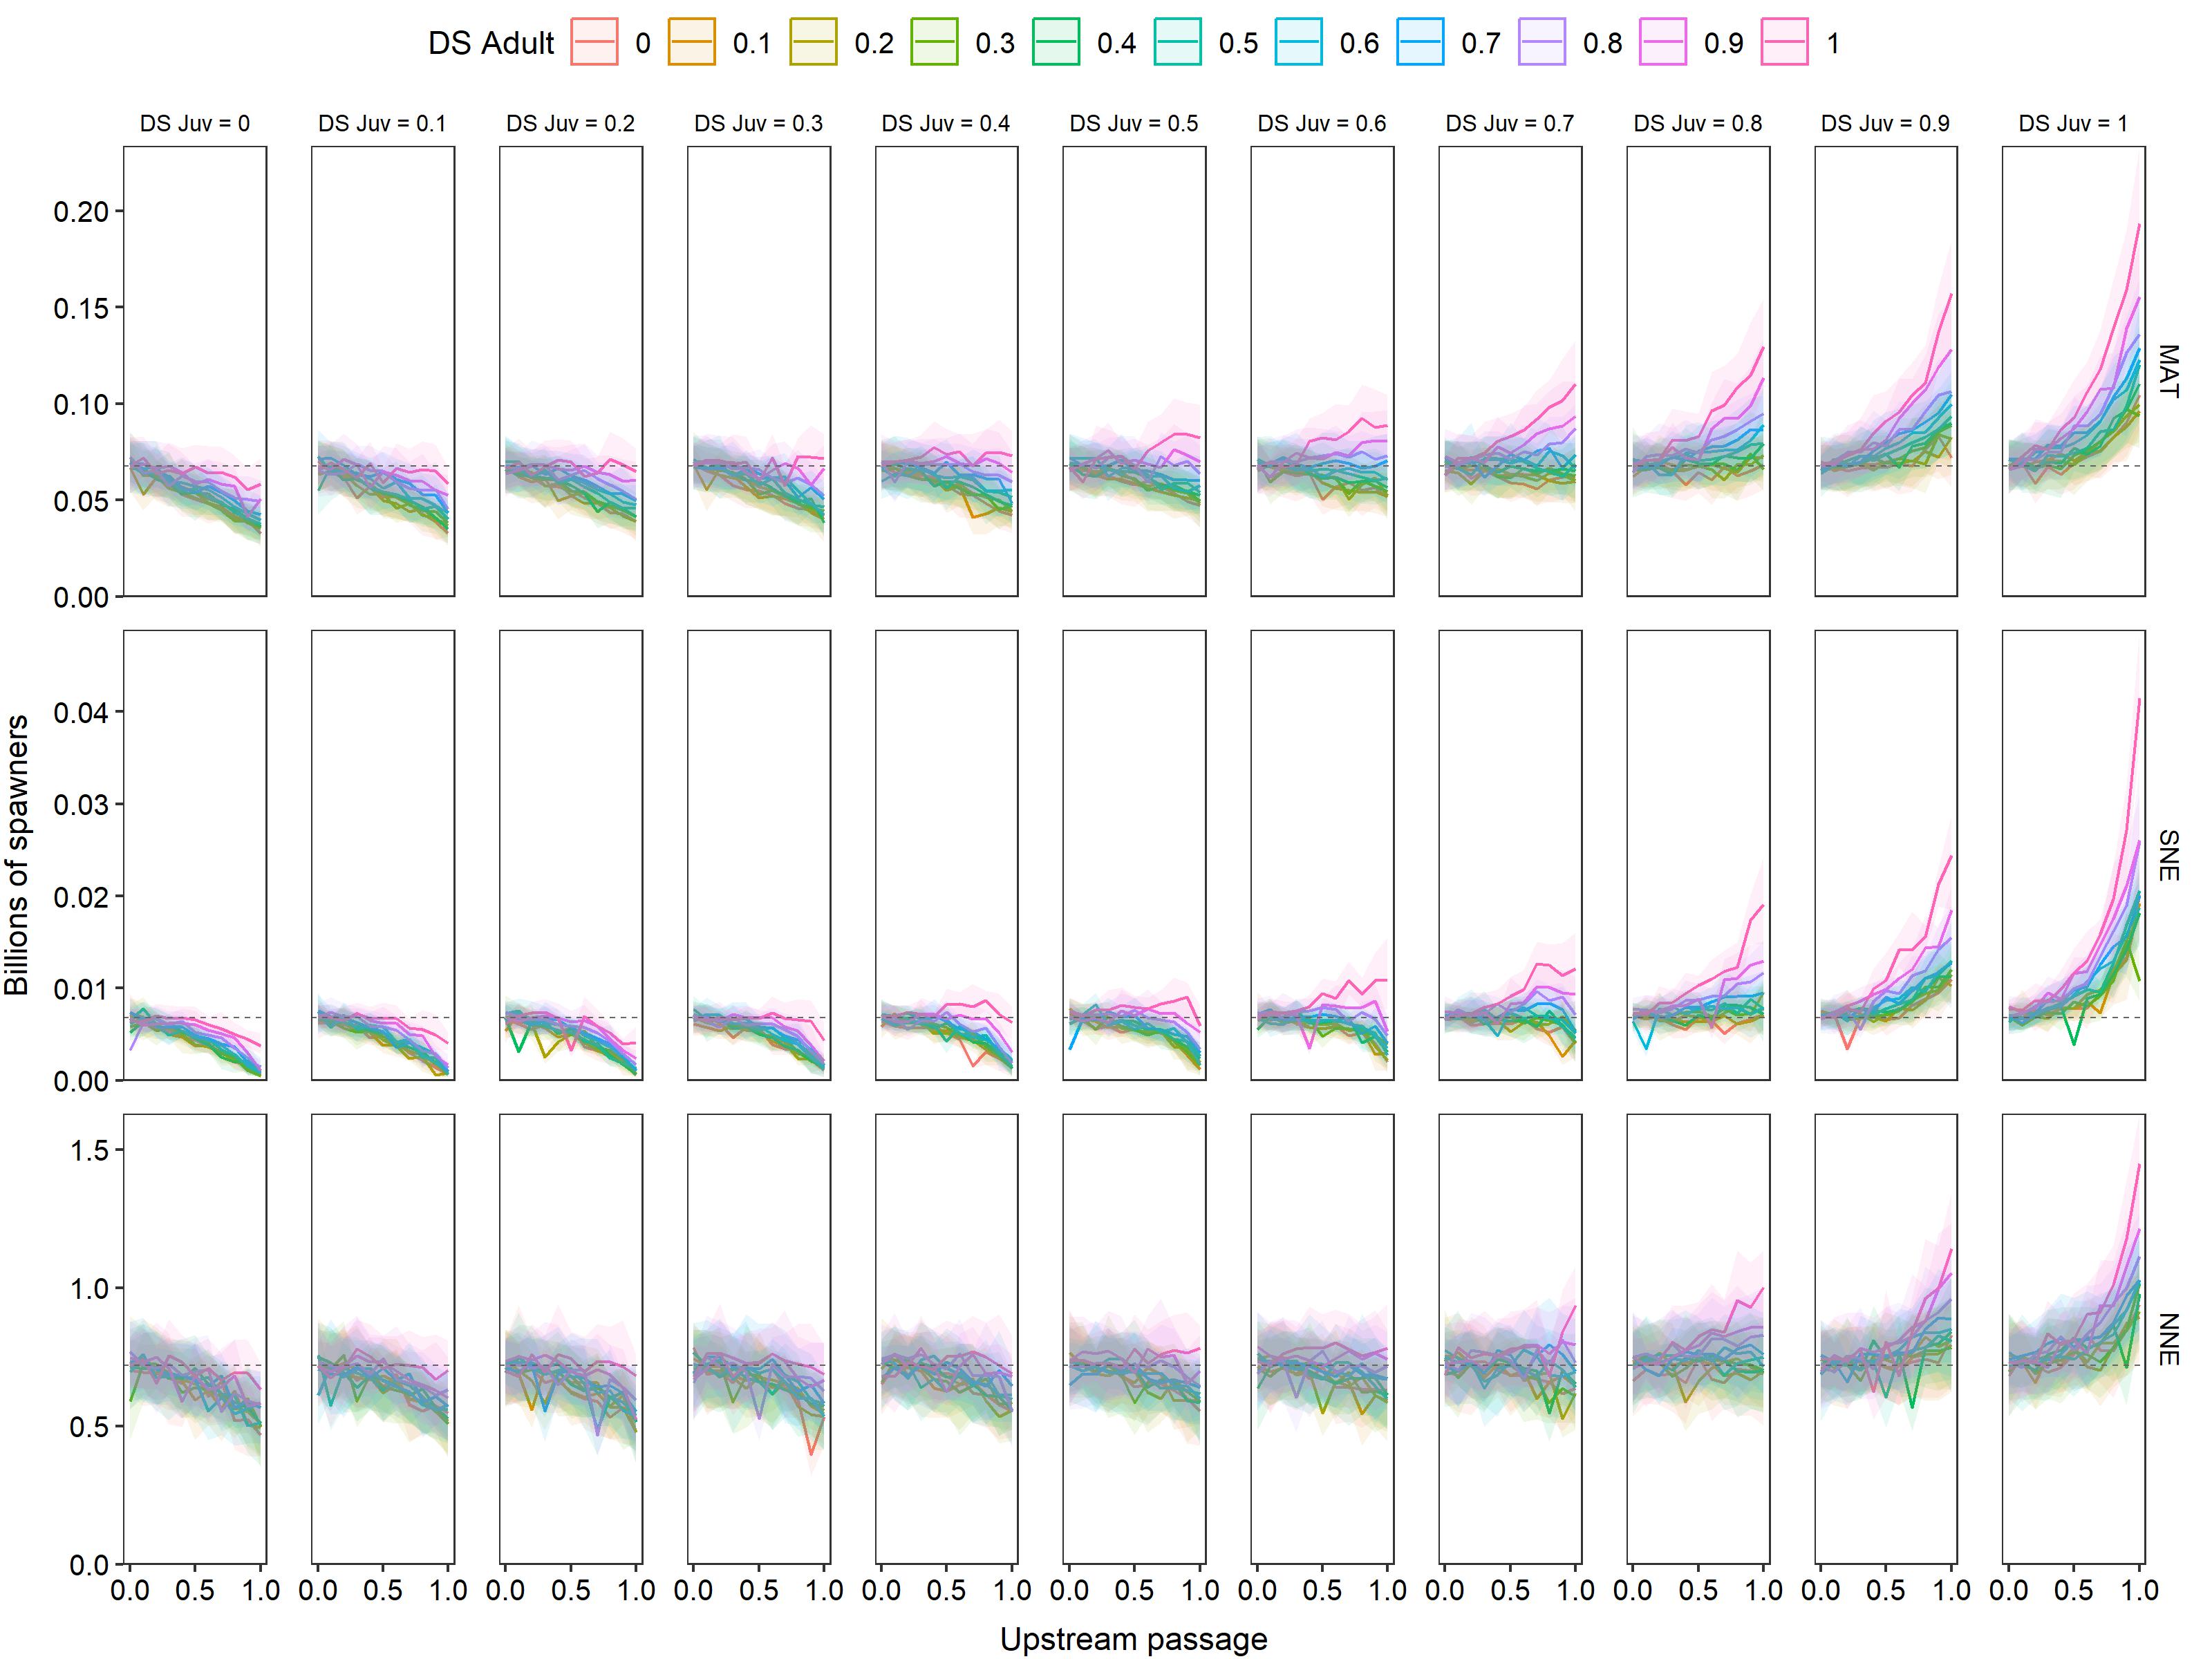 DS Adult 0 0.1 0.2 0.3 0.4 0.5 0.6 0.7 0.8 0.9 1
DS Juv = 0 DS Juv = 0.1 DS Juv = 0.2 DS Juv = 0.3 DS Juv = 0.4 DS Juv = 0.5 DS Juv = 0.6 DS Juv = 0.7 DS Juv = 0.8 DS Juv = 0.9 DS Juv = 1
0.20
0.15
0.10
0.05
0.00
MAT
Billions of spawners
0.04
0.03
0.02
0.01
0.00
SNE
1.5
1.0
0.5
0.0
NNE
0.0 0.5 1.0 0.0 0.5 1.0 0.0 0.5 1.0 0.0 0.5 1.0 0.0 0.5 1.0 0.0 0.5 1.0 0.0 0.5 1.0 0.0 0.5 1.0 0.0 0.5 1.0 0.0 0.5 1.0 0.0 0.5 1.0
Upstream passage